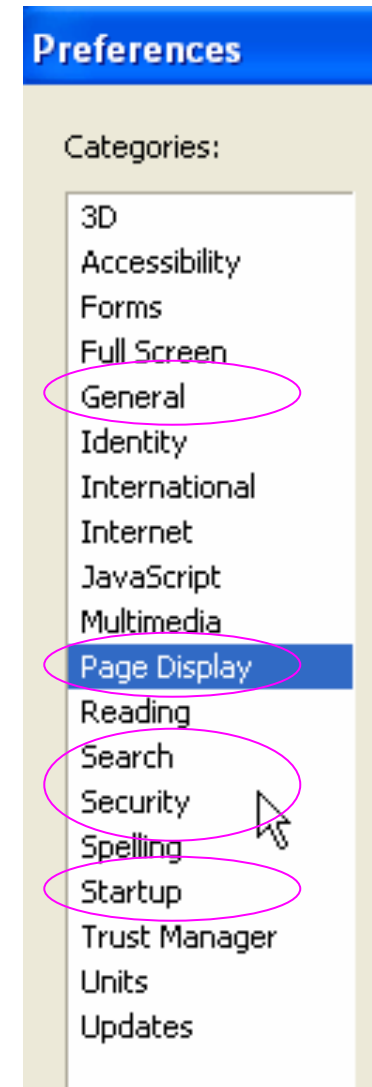 Preferences
Categories:
3D
Accessibility
Forms
Full Screen
General
Identity
International
Internet
JavaScript
Multimedia
Page Display
Reading
Search
Security
Spelling
Startup
Trust Manager
Units
Updates